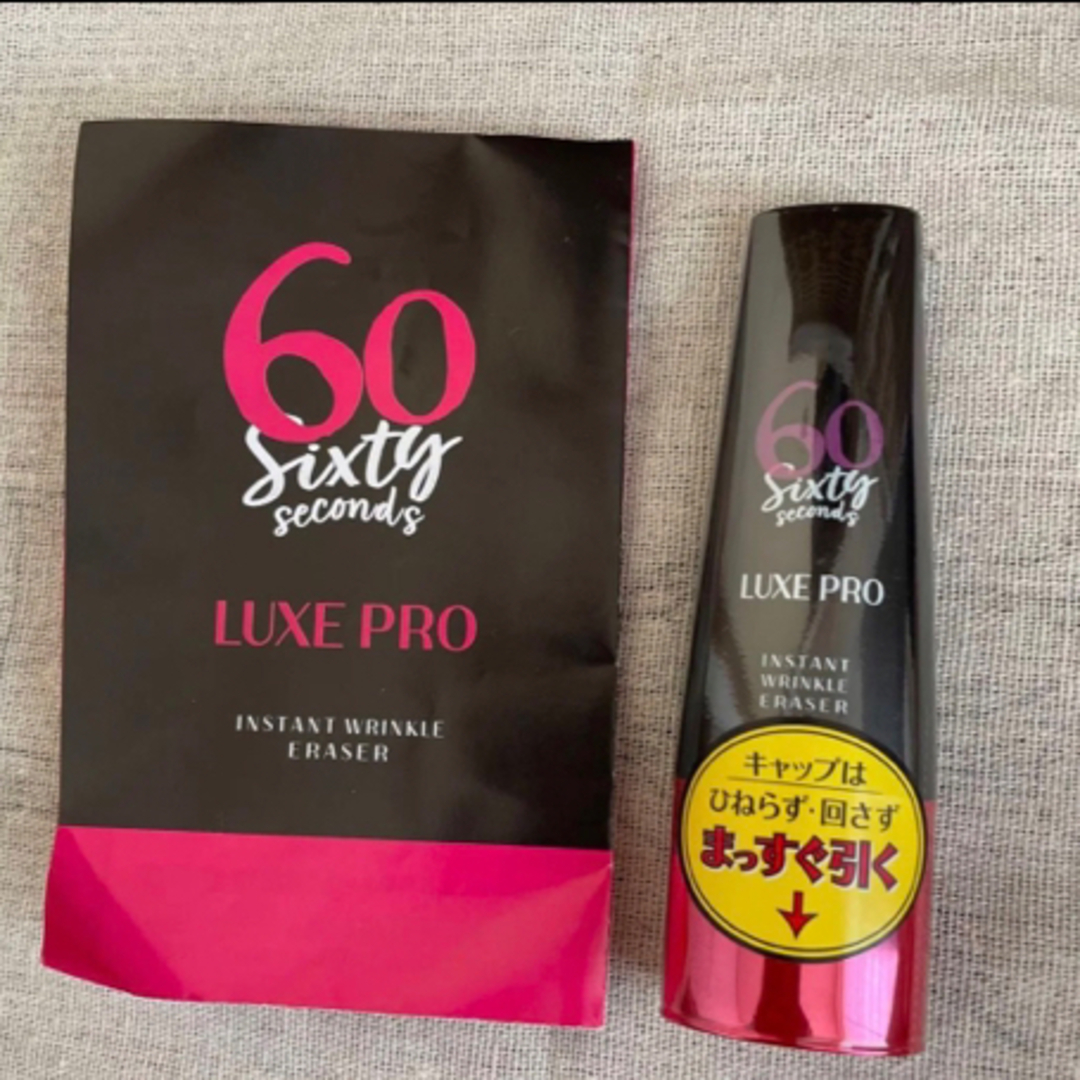 60
Sixty
seconds
LUXE PRO
INSTANT WRINKLE
ERASER
60
Sixty
seconds
LUXE PRO
INSTANT
WRINKLE
ERASER
キャップは
ひねらず・回さず
まっすぐ引く